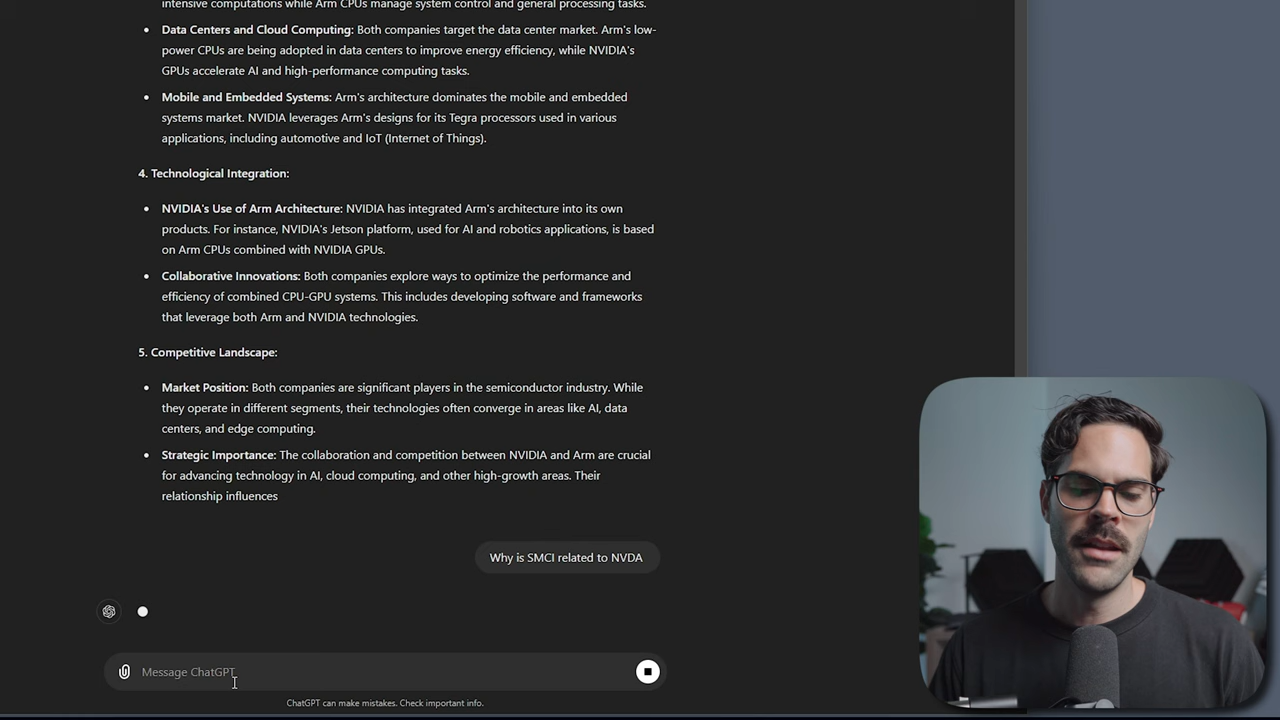 intensive computations while Arm CPUs manage system control and general processing tasks.
Data Centers and Cloud Computing: Both companies target the data center market. Arm's low-
power CPUs are being adopted in data centers to improve energy efficiency, while NVIDIA's
GPUs accelerate AI and high-performance computing tasks.
Mobile and Embedded Systems: Arm's architecture dominates the mobile and embedded
systems market. NVIDIA leverages Arm's designs for its Tegra processors used in various
applications, including automotive and IoT (Internet of Things).
4. Technological Integration:
NVIDIA's Use of Arm Architecture: NVIDIA has integrated Arm's architecture into its own
products. For instance, NVIDIA's Jetson platform, used for AI and robotics applications, is based
on Arm CPUs combined with NVIDIA GPUs.
Collaborative Innovations: Both companies explore ways to optimize the performance and
efficiency of combined CPU-GPU systems. This includes developing software and frameworks
that leverage both Arm and NVIDIA technologies.
5. Competitive Landscape:
Market Position: Both companies are significant players in the semiconductor industry. While
they operate in different segments, their technologies often converge in areas like AI, data
centers, and edge computing.
Strategic Importance: The collaboration and competition between NVIDIA and Arm are crucial
for advancing technology in AI, cloud computing, and other high-growth areas. Their
relationship influences
Why is SMCI related to NVDA
Message ChatGPT
ChatGPT can make mistakes. Check important info.